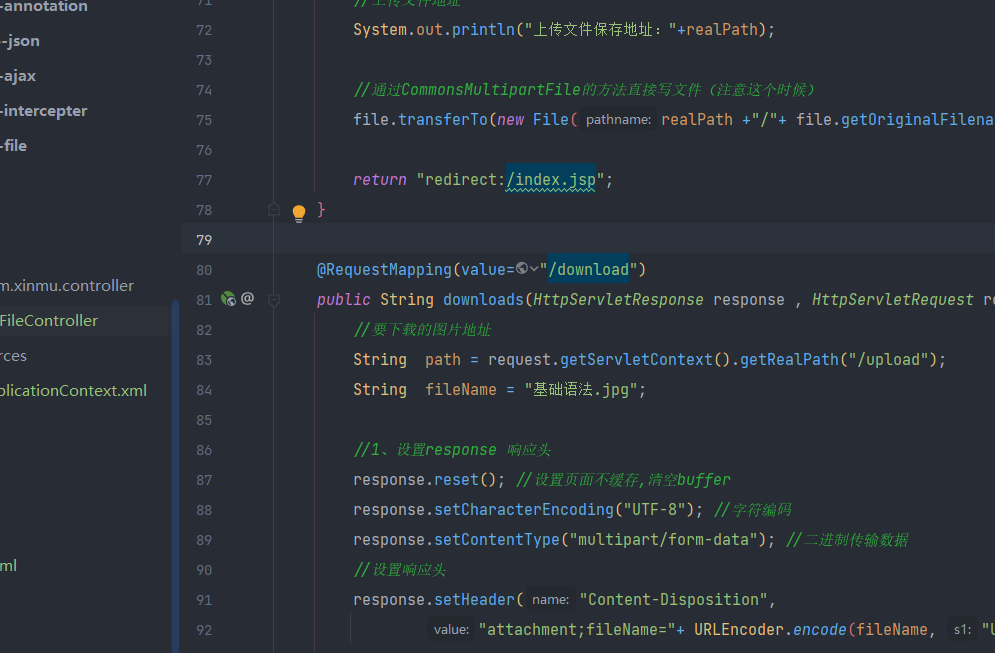 -annotation
-json
-ajax
-intercepter
-file
m.xinmu.controller
FileController
rces
plicationContext.xml
ml
71 //上传文件地址
72 System.out.println("上传文件保存地址："+realPath);
73
74 //通过CommonsMultipartFile的方法直接写文件（注意这个时候）
75 file.transferTo(new File( pathname: realPath +"/"+ file.getOriginalFilena
76
77 return "redirect:/index.jsp";
78 }
79
80 @RequestMapping(value="/download")
81 @ public String downloads(HttpServletResponse response , HttpServletRequest re
82 //要下载的图片地址
83 String path = request.getServletContext().getRealPath("/upload");
84 String fileName = "基础语法.jpg";
85
86 //1、设置response 响应头
87 response.reset(); //设置页面不缓存,清空buffer
88 response.setCharacterEncoding("UTF-8"); //字符编码
89 response.setContentType("multipart/form-data"); //二进制传输数据
90 //设置响应头
91 response.setHeader( name: "Content-Disposition",
92 value: "attachment;fileName="+ URLEncoder.encode(fileName, s1: "U